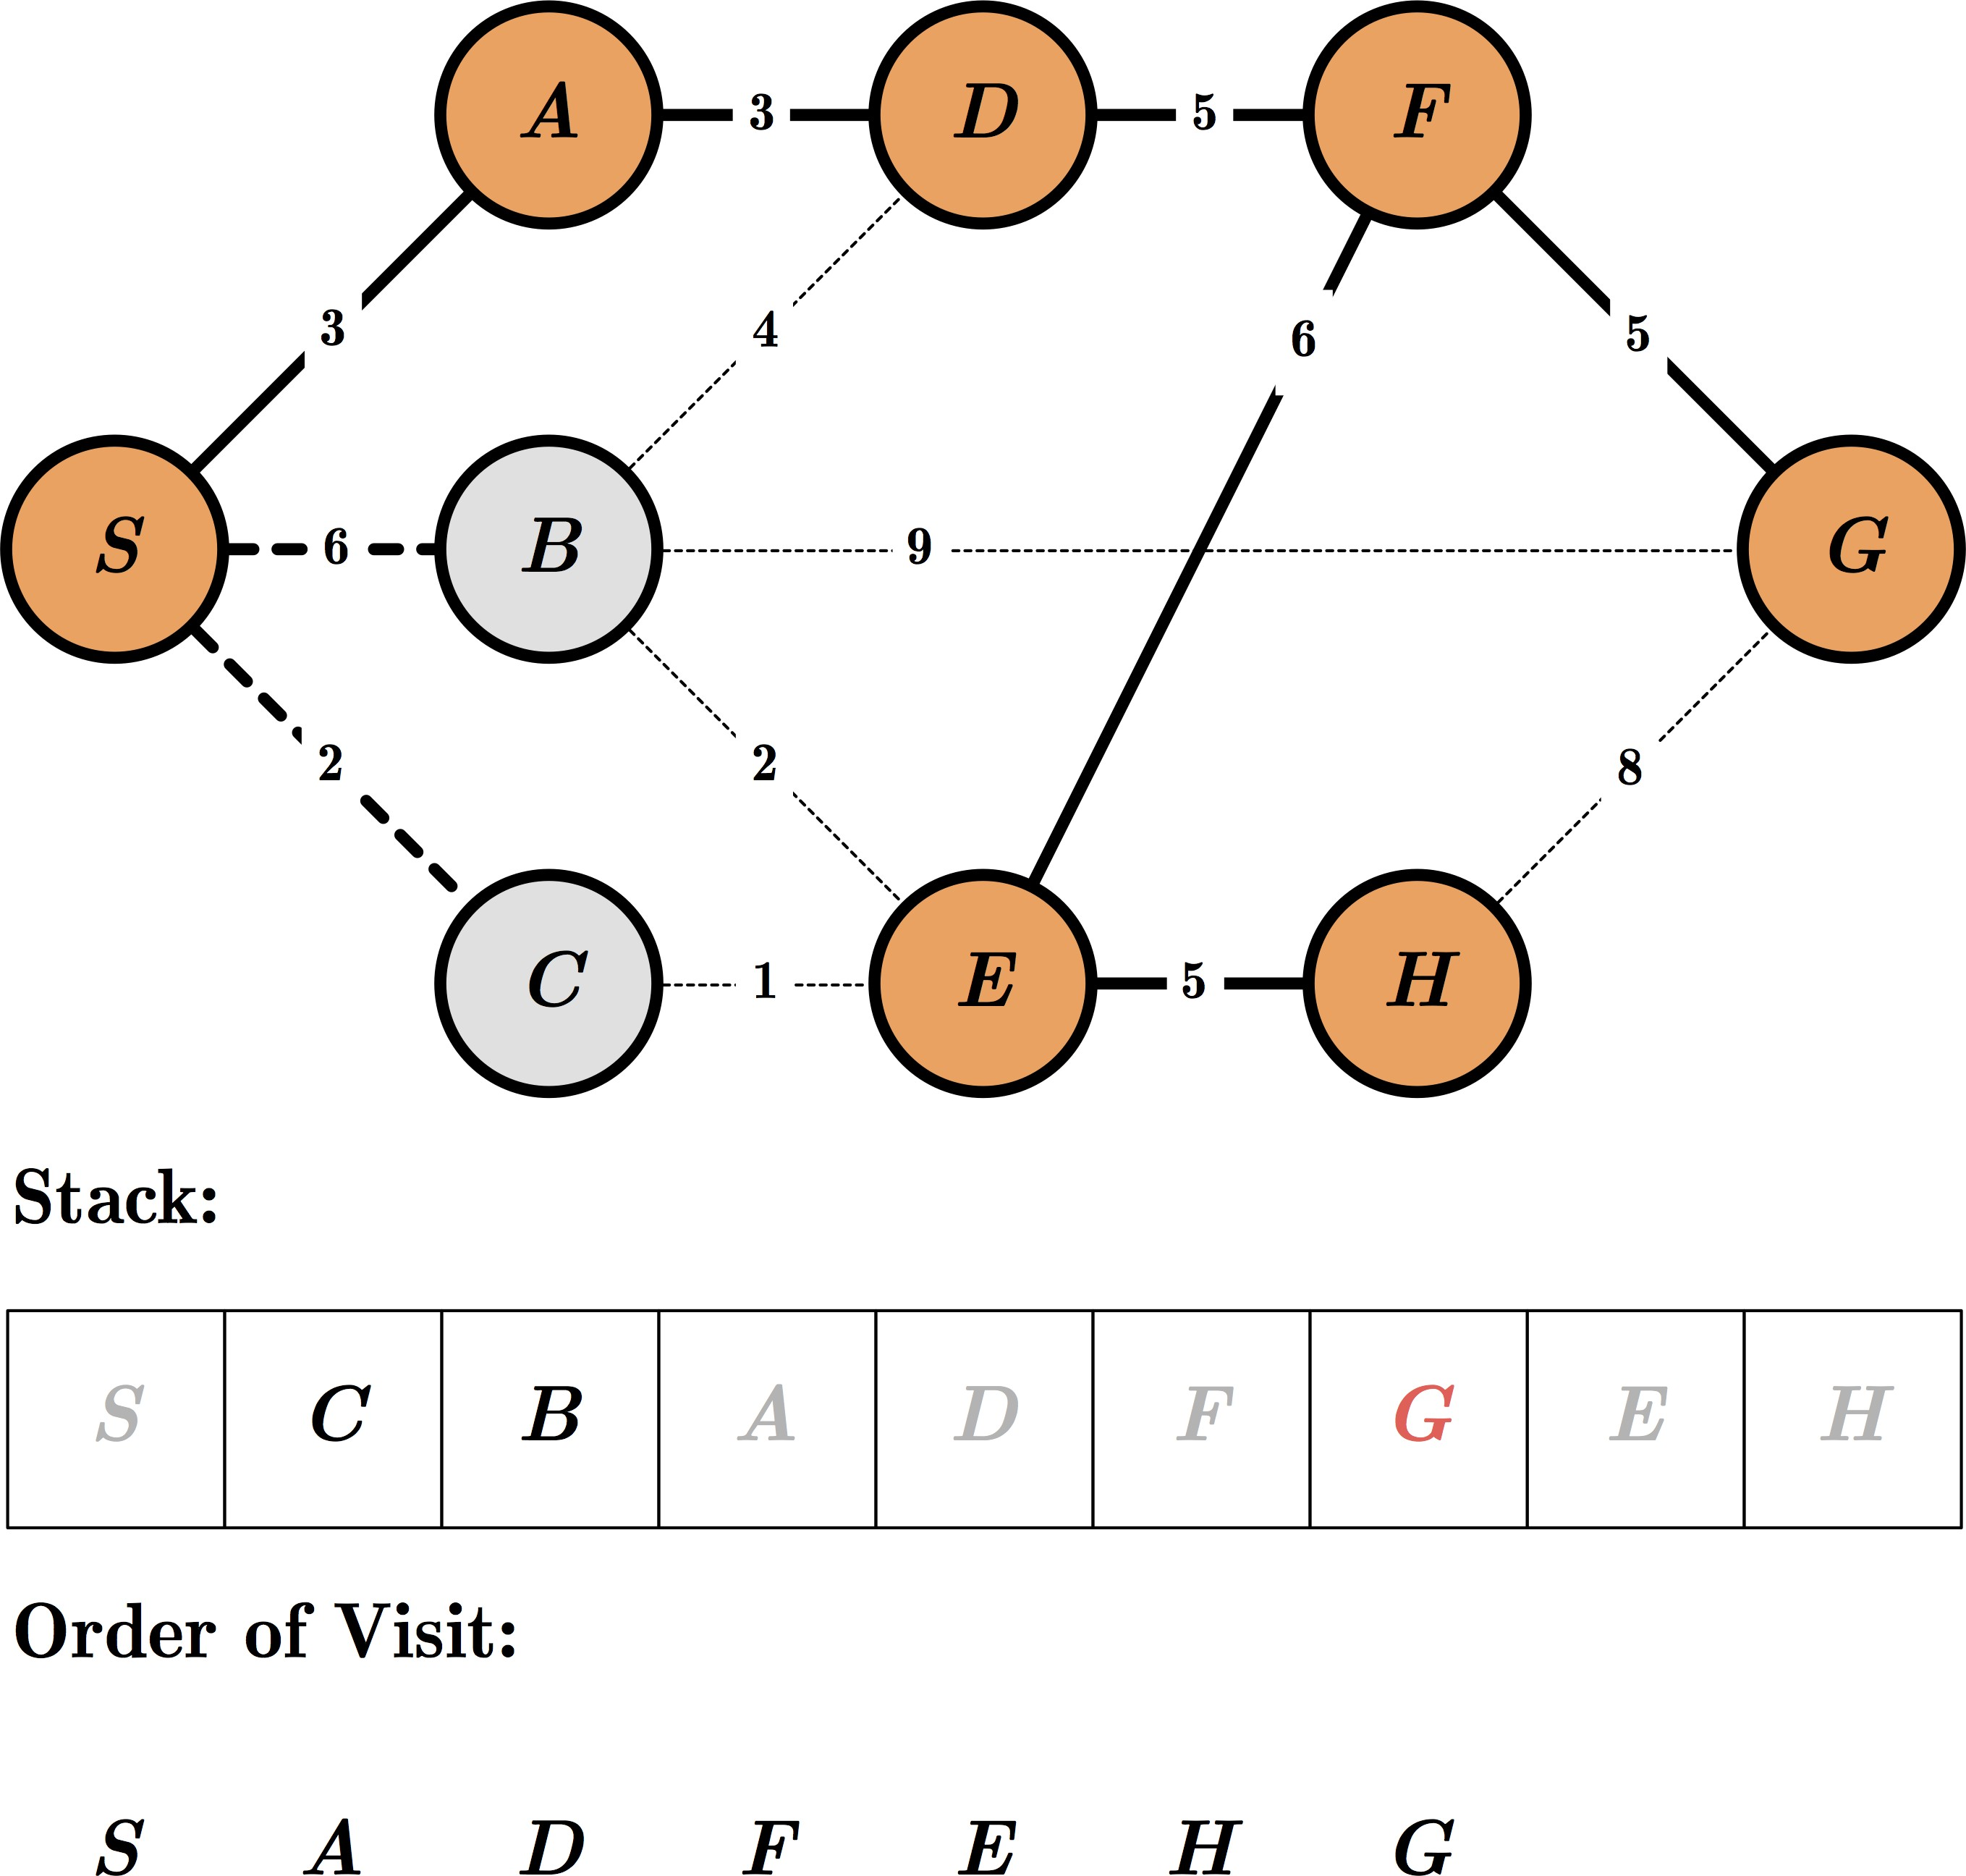 A 3 D 5 F
3 4 6 5
S 6 B 9 G
2 2 8
C 1 E 5 H
Stack:
S C B A D F G E H
Order of Visit:
S A D F E H G